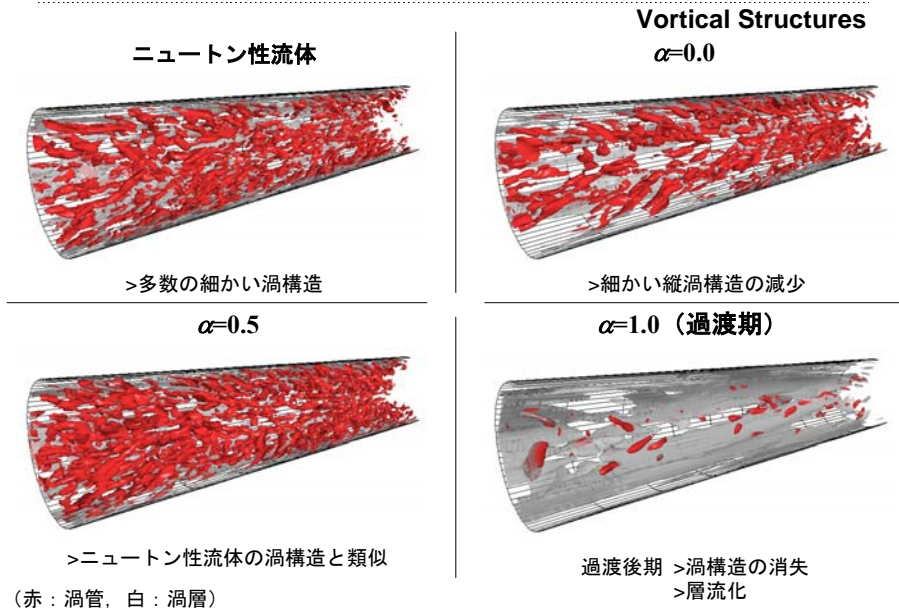 Vortical Structures
ニュートン性流体
α=0.0
>多数の細かい渦構造
>細かい縦渦構造の減少
α=0.5
α=1.0（過渡期）
>ニュートン性流体の渦構造と類似
過渡後期 >渦構造の消失
>層流化
（赤：渦管，白：渦層）